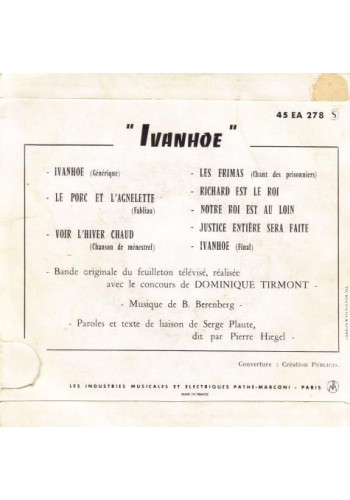 45 EA 278 S
" IVANHOE "
- IVANHOE (Générique)
- LE PORC ET L'AGNELETTE
(Fabliau)
- VOIR L'HIVER CHAUD
(Chanson de ménestrel)
- LES FRIMAS (Chant des prisonniers)
- RICHARD EST LE ROI
- NOTRE ROI EST AU LOIN
- JUSTICE ENTIÈRE SERA FAITE
- IVANHOE (Final)
- Bande originale du feuilleton télévisé, réalisée
avec le concours de DOMINIQUE TIRMONT -
- Musique de B. Berenberg -
- Paroles et texte de liaison de Serge Plaute,
dit par Pierre Hiegel -
Couverture : Création PUBLICIS.
LES INDUSTRIES MUSICALES ET ELECTRIQUES PATHE-MARCONI - PARIS
MADE IN FRANCE